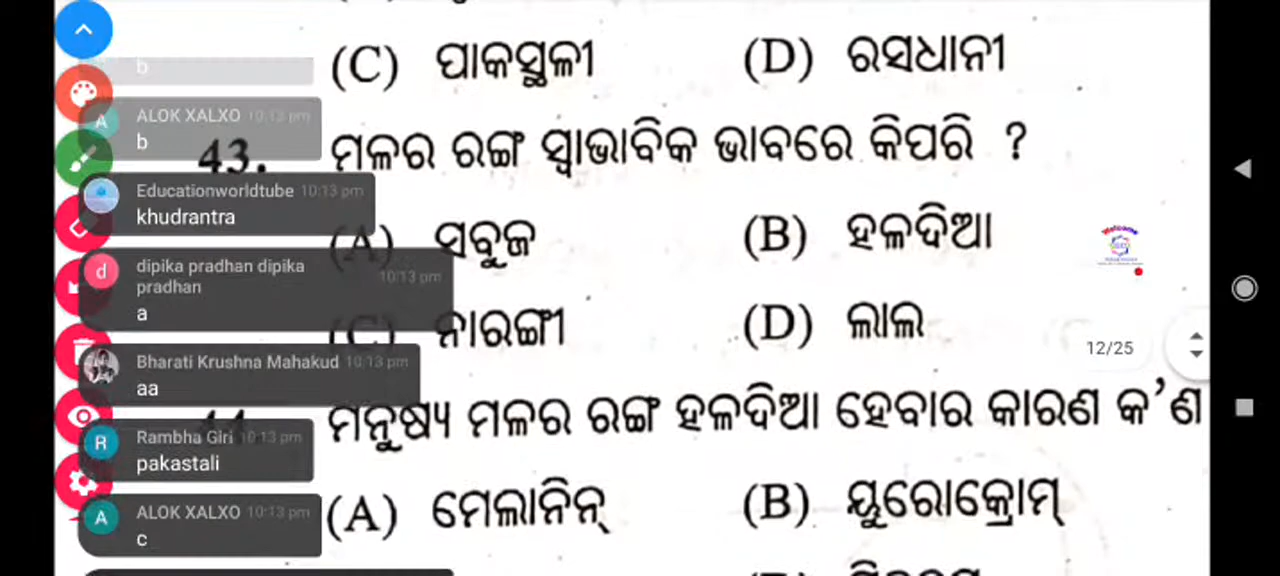 (C) ପାକସ୍ଥଳୀ (D) ରସଧାନୀ
b
ALOK XALXO 10:13 pm
b
43. ମଳର ରଙ୍ଗ ସ୍ୱାଭାବିକ ଭାବରେ କିପରି ?
Educationworldtube 10:13 pm
khudrantra
(A) ସବୁଜ (B) ହଳଦିଆ
Welcome
dipika pradhan dipika pradhan 10:13 pm
a
(C) ନାରଙ୍ଗୀ (D) ଲାଲ
12/25
Bharati Krushna Mahakud 10:13 pm
aa
44. ମନୁଷ୍ୟ ମଳର ରଙ୍ଗ ହଳଦିଆ ହେବାର କାରଣ କ'ଣ
Rambha Giri 10:13 pm
pakastali
(A) ମେଲାନିନ୍ (B) ୟୁରୋକ୍ରୋମ୍
ALOK XALXO 10:13 pm
c